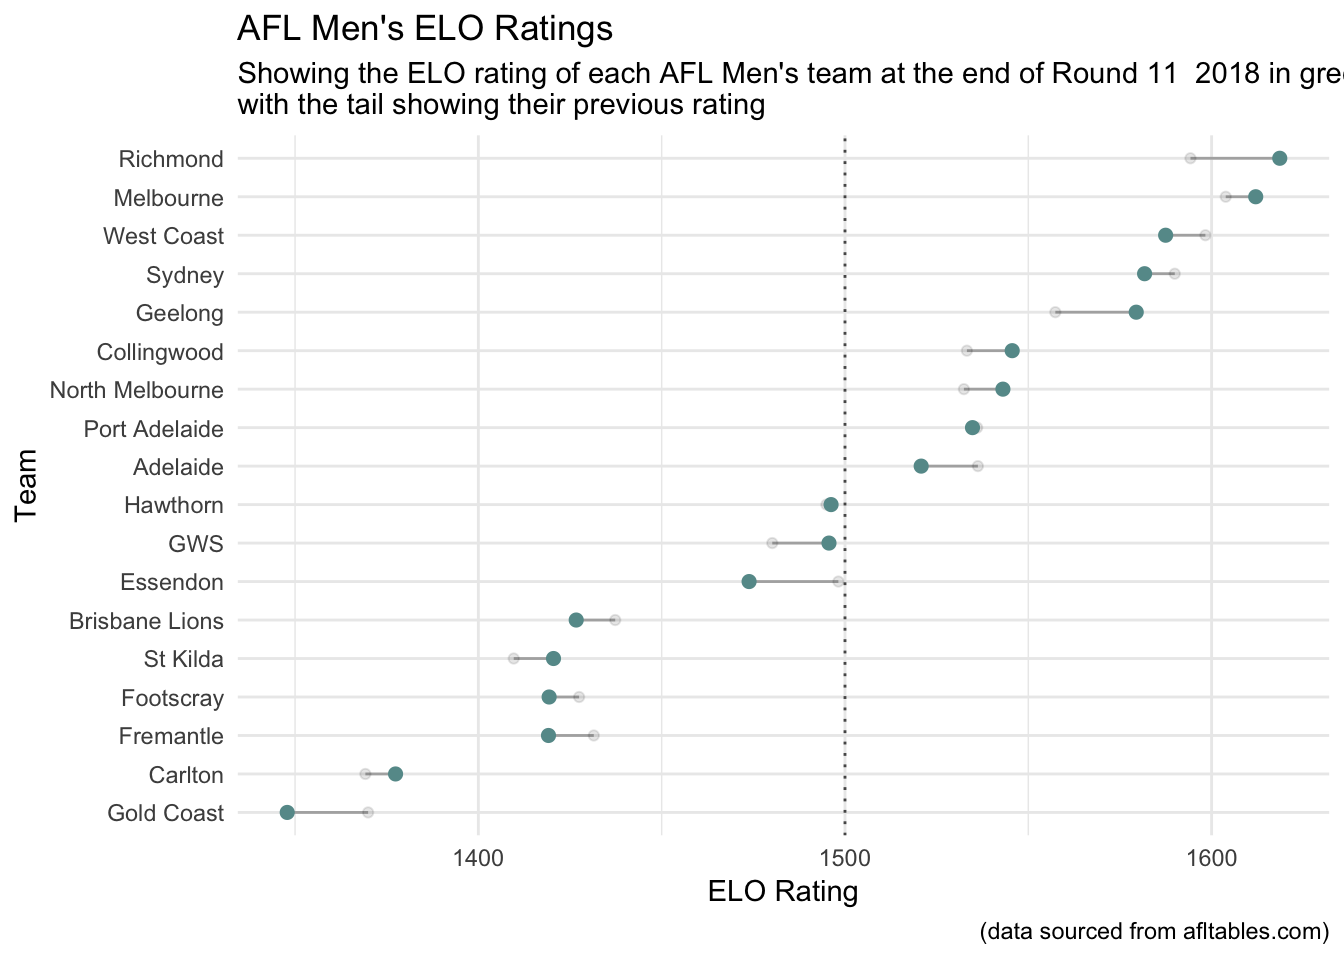 AFL Men's ELO Ratings
Showing the ELO rating of each AFL Men's team at the end of Round 11  2018 in
with the tail showing their previous rating
Richmond
Melbourne
West Coast
Sydney
Geelong
Collingwood
North Melbourne
Port Adelaide
Adelaide
Hawthorn
GWS
Essendon
Brisbane Lions
St Kilda
Footscray
Fremantle
Carlton
Gold Coast
Team
1400
1500
1600
ELO Rating
(data sourced from afltables.com)